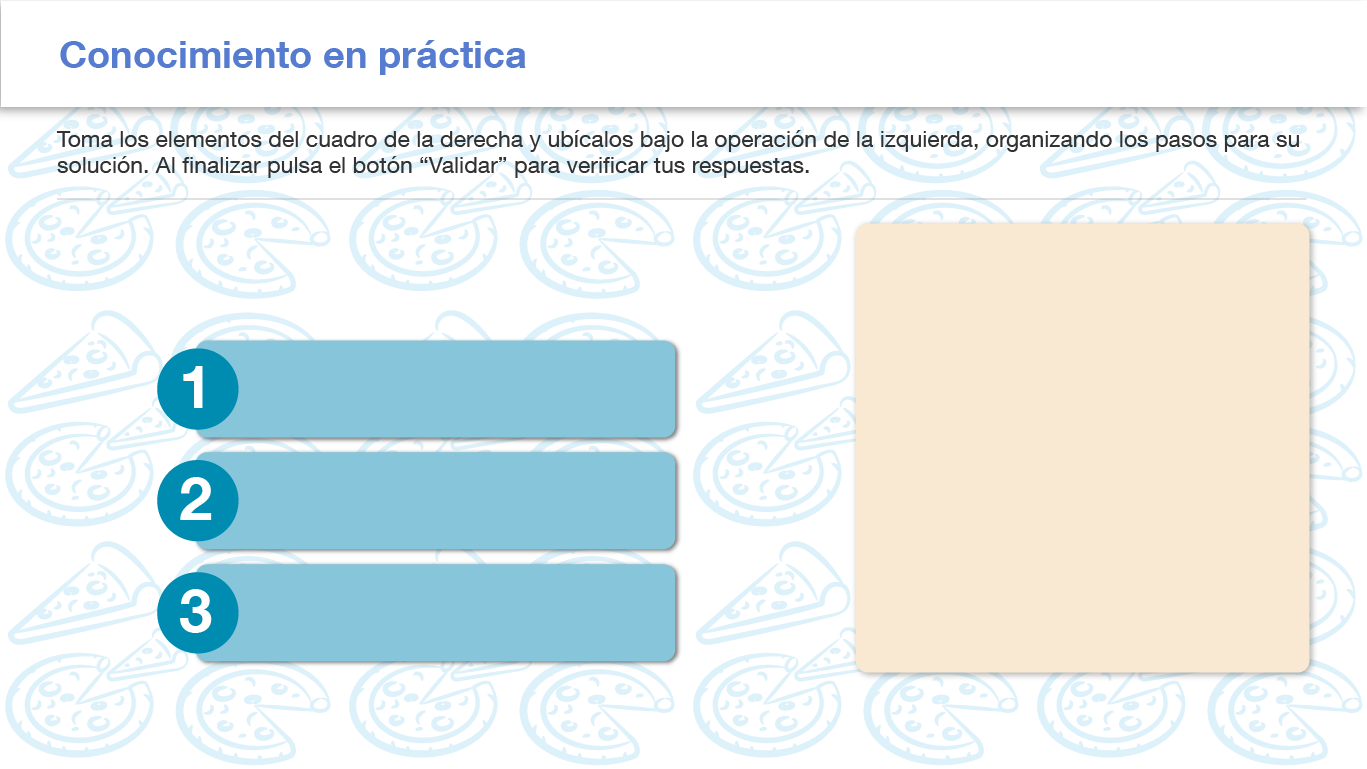 Conocimiento en práctica
Toma los elementos del cuadro de la derecha y ubícalos bajo la operación de la izquierda, organizando los pasos para su
solución. Al finalizar pulsa el botón “Validar” para verificar tus respuestas.
1
2
3